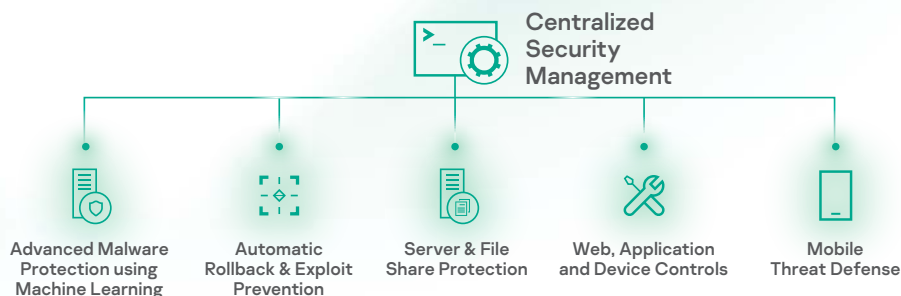 Centralized
Security
Management
Advanced Malware
Protection using
Machine Learning
Automatic
Rollback & Exploit
Prevention
Server & File
Share Protection
Web, Application
and Device Controls
Mobile
Threat Defense